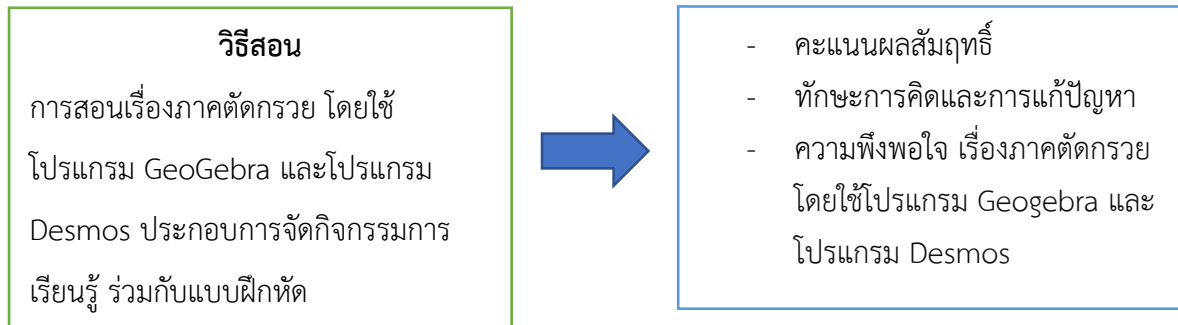 วิธีสอน
การสอนเรื่องภาคตัดกรวย โดยใช้
โปรแกรม GeoGebra และโปรแกรม
Desmos ประกอบการจัดกิจกรรมการ
เรียนรู้ ร่วมกับแบบฝึกหัด
- คะแนนผลสัมฤทธิ์
- ทักษะการคิดและการแก้ปัญหา
- ความพึงพอใจ เรื่องภาคตัดกรวย
โดยใช้โปรแกรม Geogebra และ
โปรแกรม Desmos